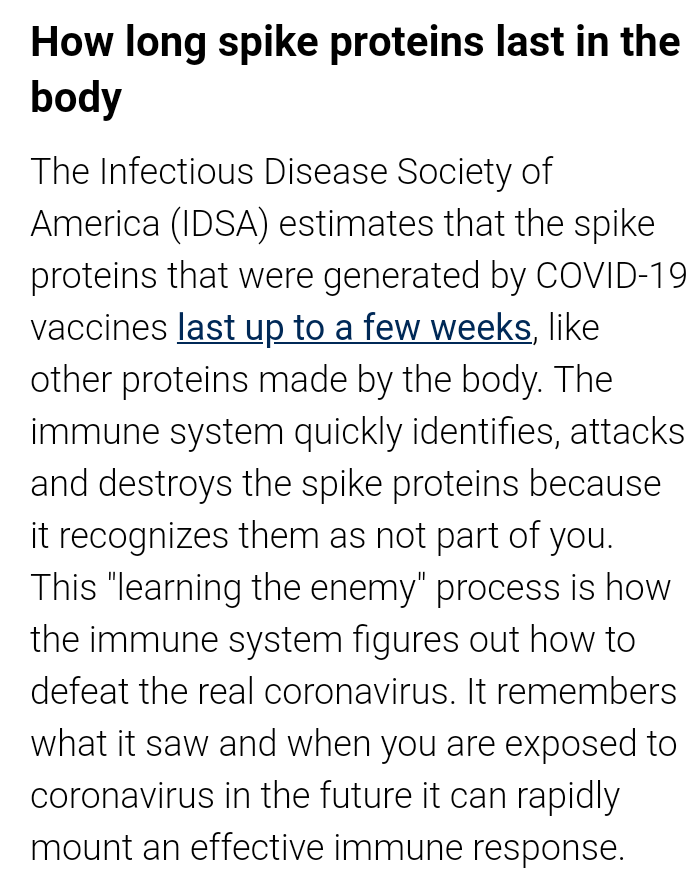 How long spike proteins last in the
body
The Infectious Disease Society of
America (IDSA) estimates that the spike
proteins that were generated by COVID-19
vaccines last up to a few weeks, like
other proteins made by the body. The
immune system quickly identifies, attacks
and destroys the spike proteins because
it recognizes them as not part of you.
This "learning the enemy" process is how
the immune system figures out how to
defeat the real coronavirus. It remembers
what it saw and when you are exposed to
coronavirus in the future it can rapidly
mount an effective immune response.